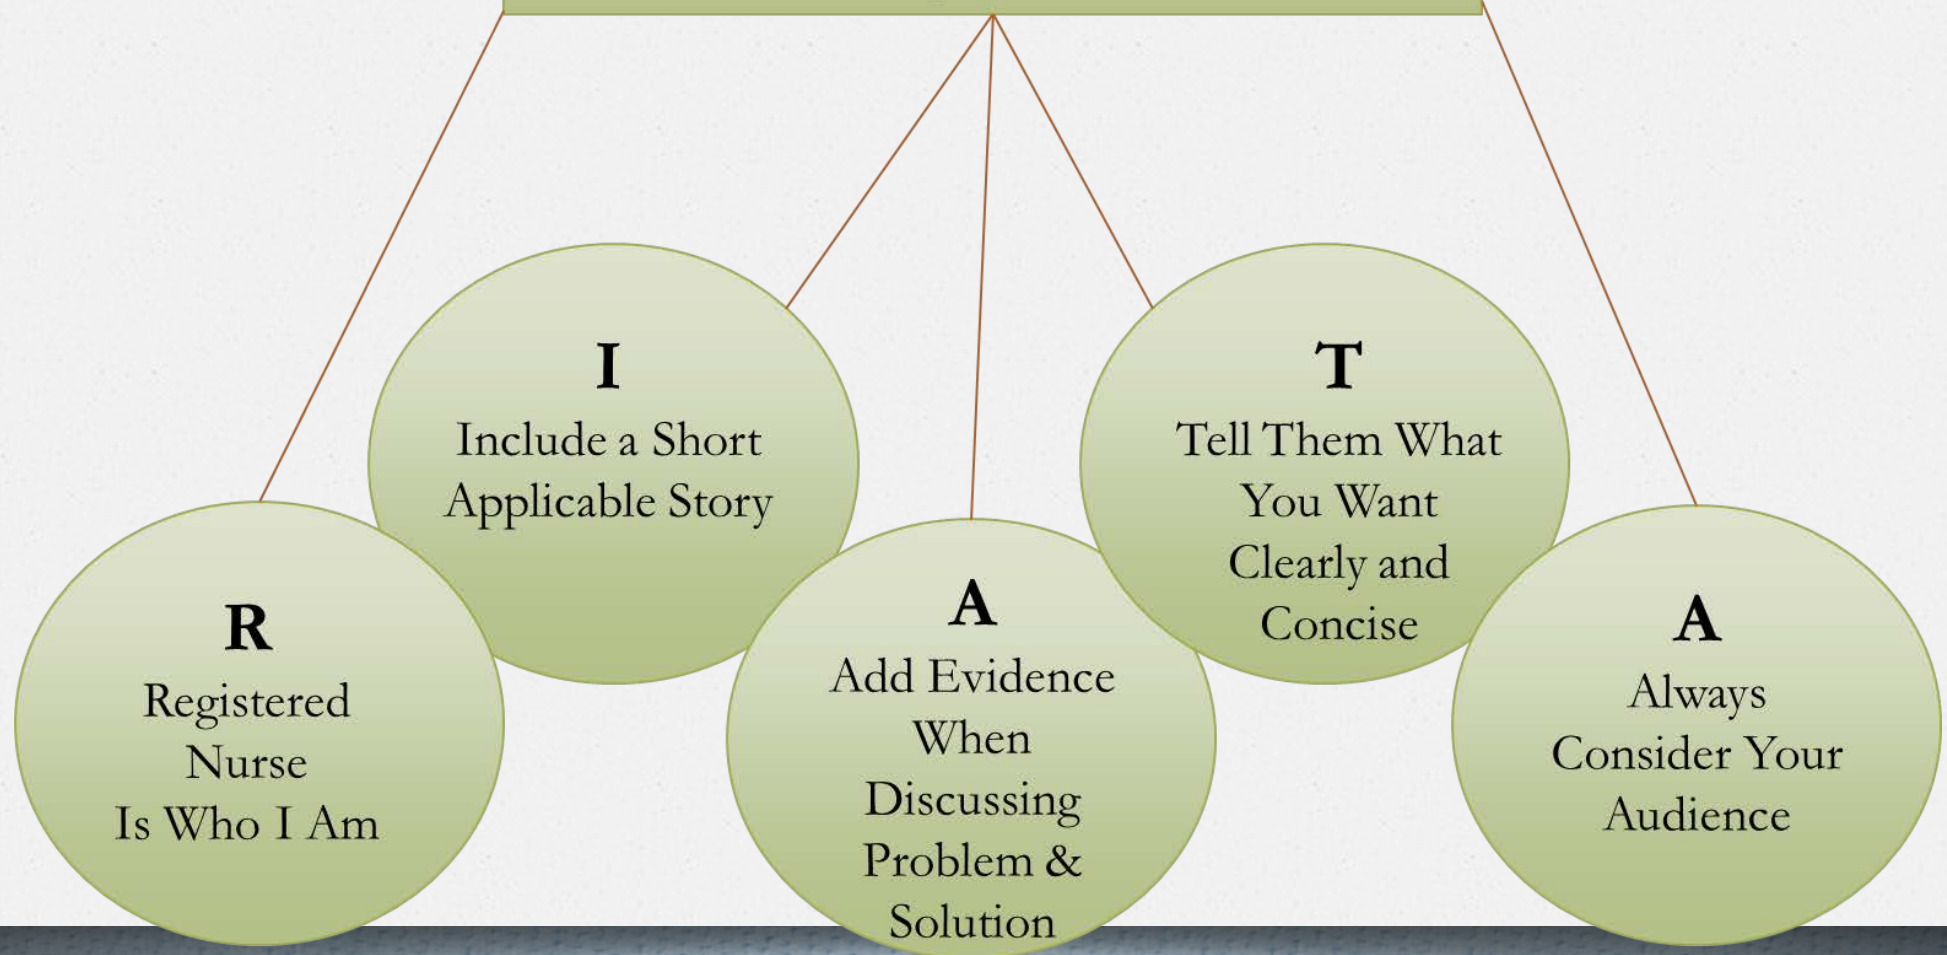 R
Registered
Nurse
Is Who I Am
I
Include a Short
Applicable Story
A
Add Evidence
When
Discussing
Problem &
Solution
T
Tell Them What
You Want
Clearly and
Concise
A
Always
Consider Your
Audience